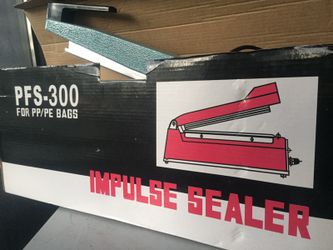 PFS-300
FOR PP/PE BAGS
IMPULSE SEALER